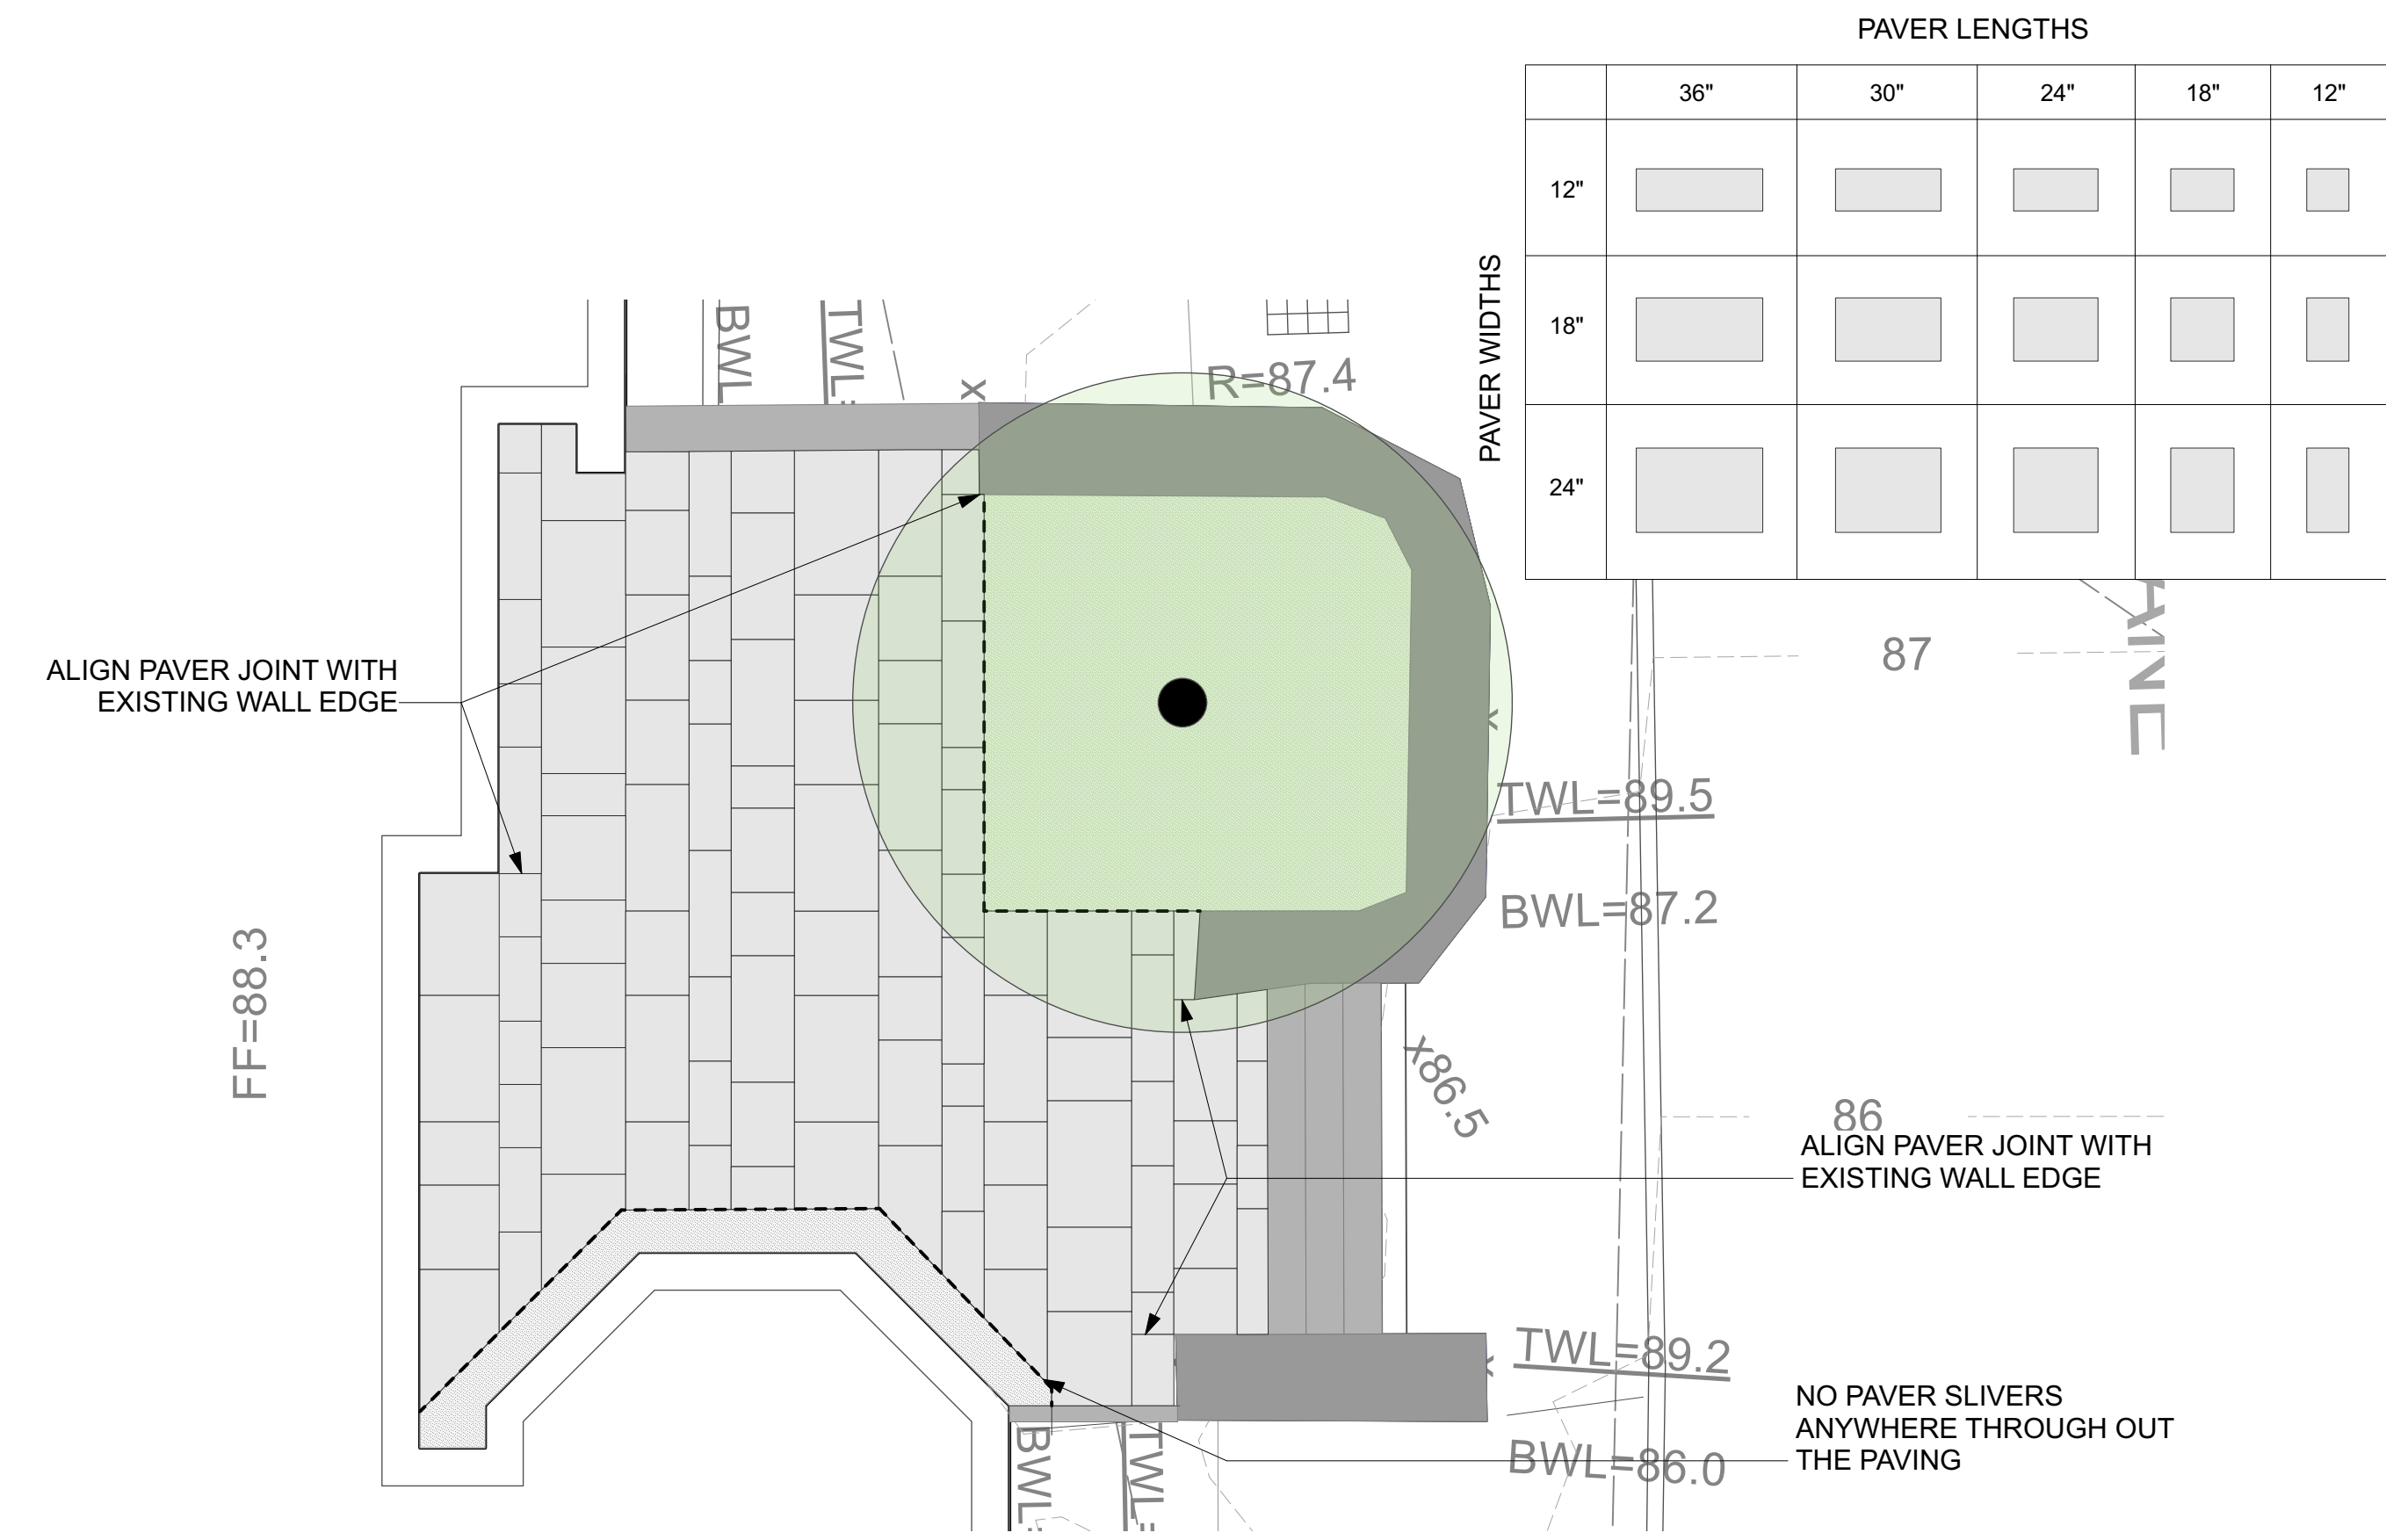 PAVER LENGTHS
36" 30" 24" 18" 12"
PAVER WIDTHS
12"
18"
24"
BWL
TWL=
x
R=87.4
87
ALIGN PAVER JOINT WITH
EXISTING WALL EDGE
x
TWL=89.5
BWL=87.2
FF=88.3
x86.5
86
ALIGN PAVER JOINT WITH
EXISTING WALL EDGE
TWL=89.2
x
NO PAVER SLIVERS
ANYWHERE THROUGH OUT
THE PAVING
BWL=86.0
BWL=
TWL=